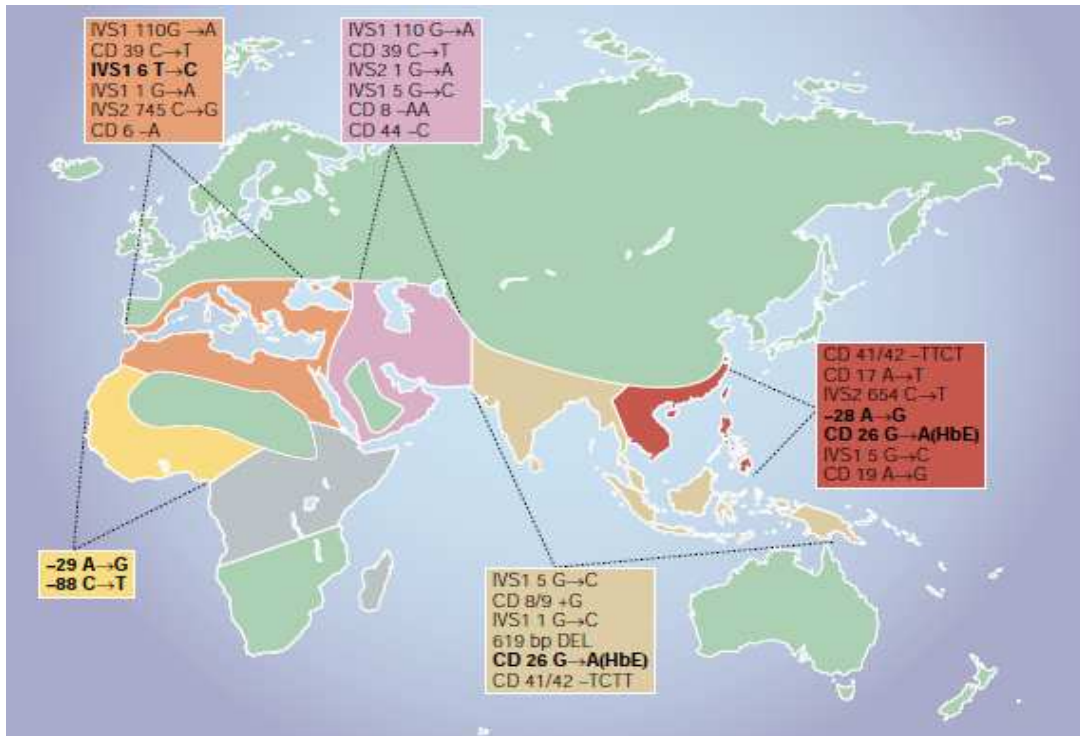 IVS1 110G →A
CD 39 C→T
IVS1 6 T→C
IVS1 1 G→A
IVS2 745 C→G
CD 6 –A
IVS1 110 G→A
CD 39 C→T
IVS2 1 G→A
IVS1 5 G→C
CD 8 –AA
CD 44 –C
CD 41/42 –TTCT
CD 17 A→T
IVS2 654 C→T
–28 A→G
CD 26 G→A(HbE)
IVS1 5 G→C
CD 19 A→G
–29 A→G
–88 C→T
IVS1 5 G→C
CD 8/9 +G
IVS1 1 G→C
619 bp DEL
CD 26 G→A(HbE)
CD 41/42 –TCTT